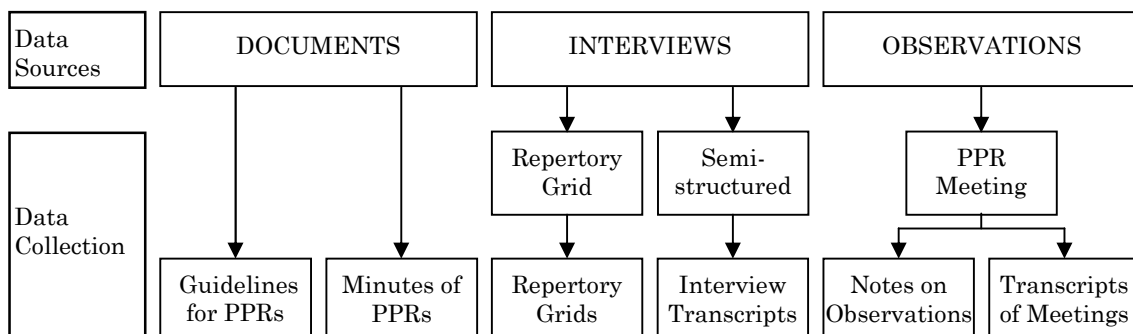 Data
Sources
DOCUMENTS
INTERVIEWS
OBSERVATIONS
Data
Collection
Repertory
Grid
Semi-
structured
PPR
Meeting
Guidelines
for PPRs
Minutes of
PPRs
Repertory
Grids
Interview
Transcripts
Notes on
Observations
Transcripts
of Meetings